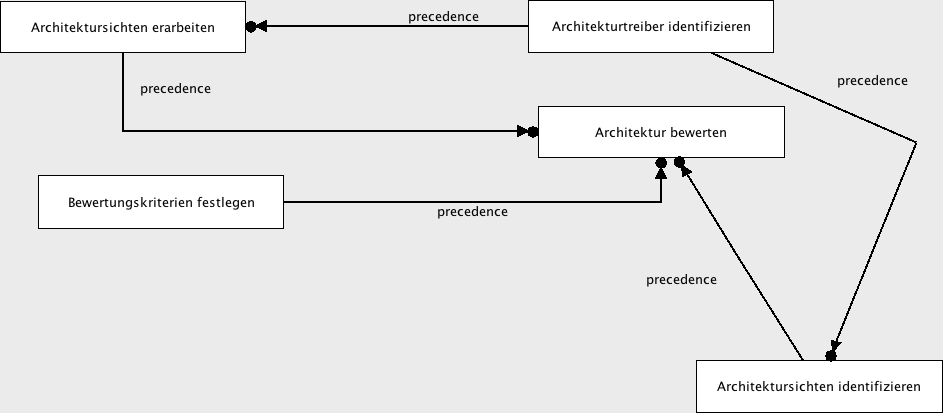 precedence
Architektursichten erarbeiten
Architekturtreiber identifizieren
precedence
precedence
Architektur bewerten
Bewertungskriterien festlegen
precedence
precedence
Architektursichten identifizieren